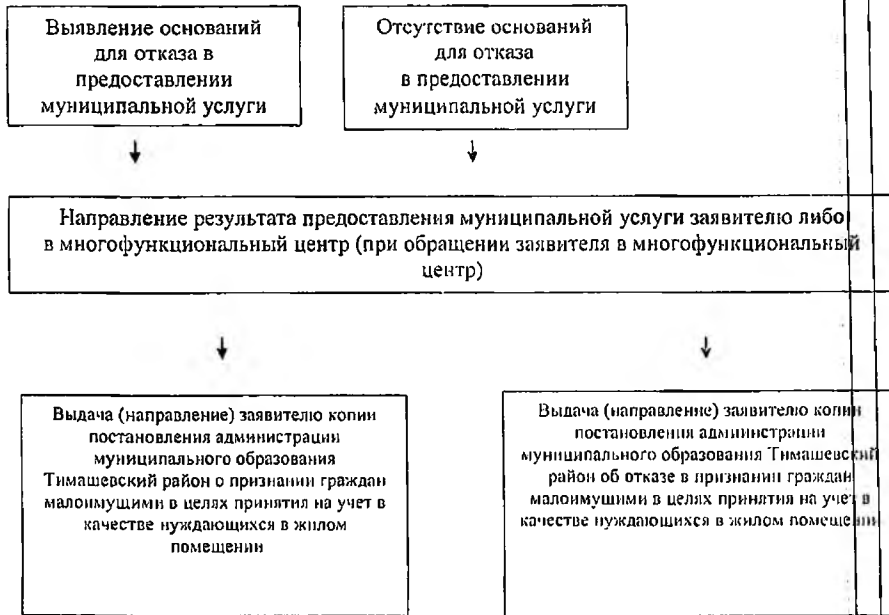 Выявление оснований
для отказа в
предоставлении
муниципальной услуги
Отсутствие оснований
для отказа
в предоставлении
муниципальной услуги
Направление результата предоставления муниципальной услуги заявителю либо
в многофункциональный центр (при обращении заявителя в многофункциональный
центр)
Выдача (направление) заявителю копии
постановления администрации
муниципального образования
Тимашевский район о признании граждан
малоимущими в целях принятия на учет в
качестве нуждающихся в жилом
помещении
Выдача (направление) заявителю копии
постановления администрации
муниципального образования Тимашевский
район об отказе в признании граждан
малоимущими в целях принятия на учет в
качестве нуждающихся в жилом помещении